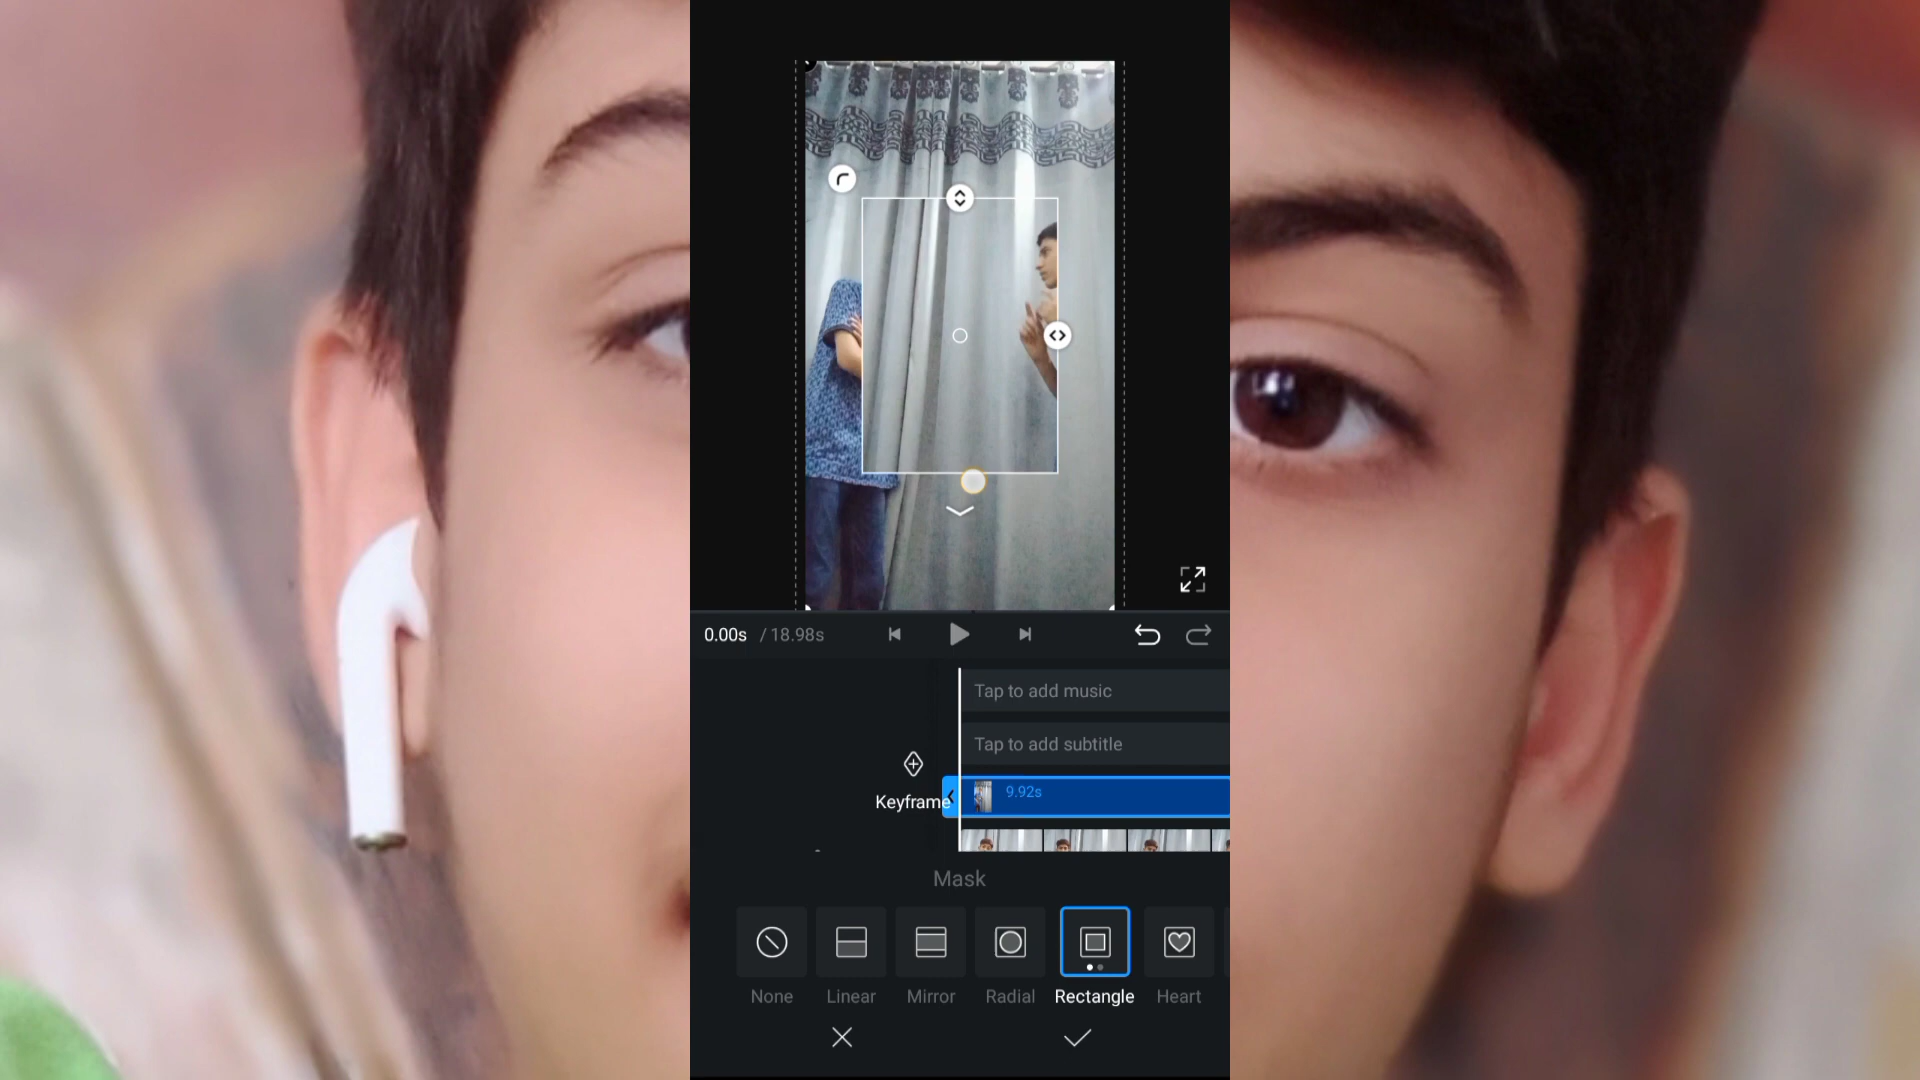 0.00s / 18.98s
Tap to add music
Tap to add subtitle
Keyframe
9.92s
Mask
None Linear Mirror Radial Rectangle Heart